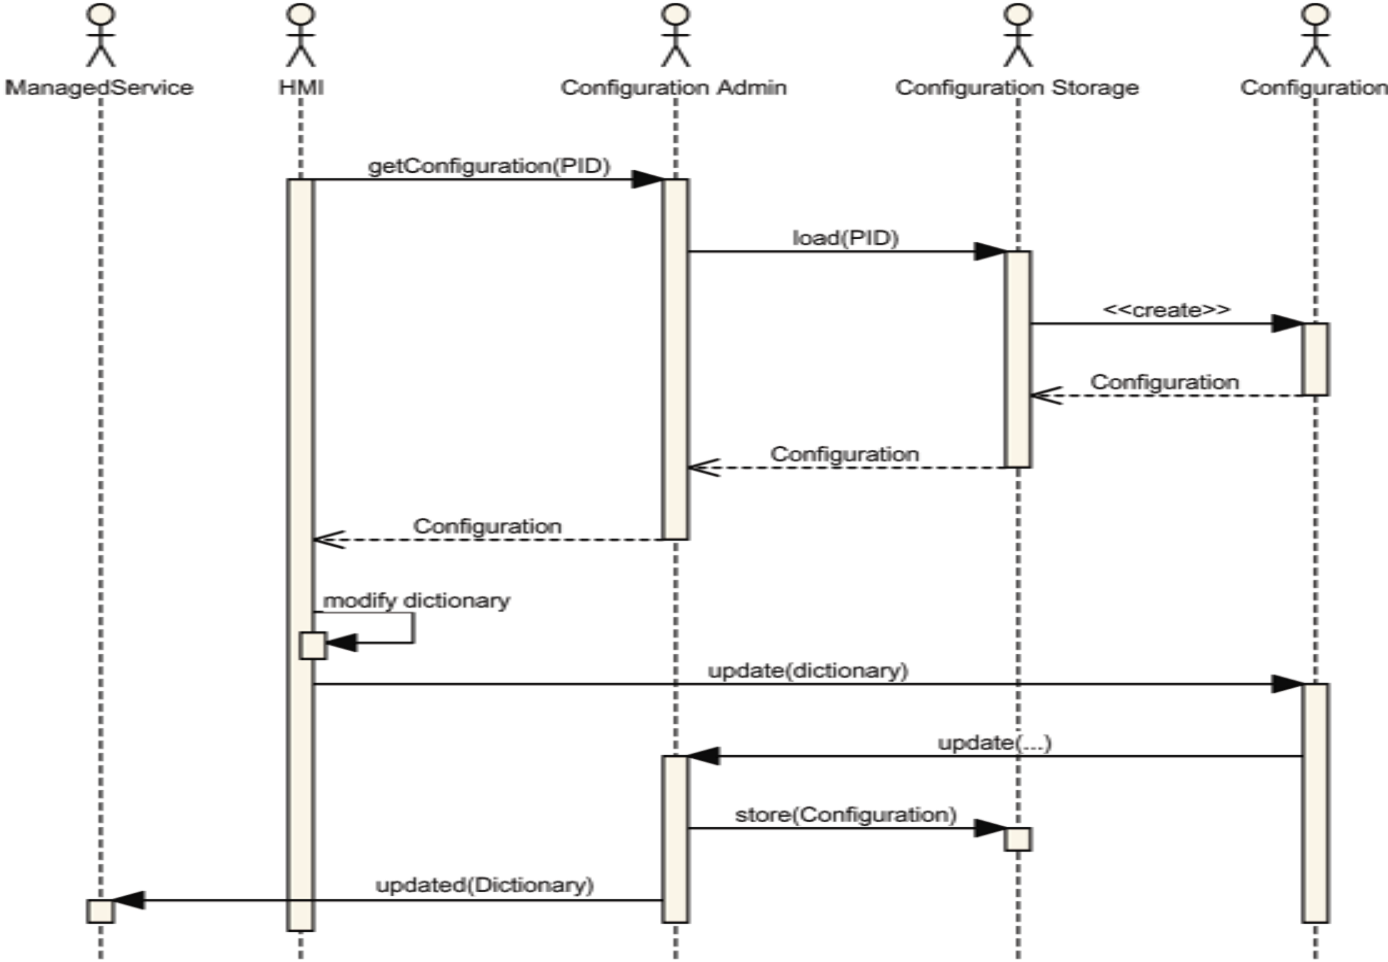 ManagedService
HMI
Configuration Admin
Configuration Storage
Configuration
getConfiguration(PID)
load(PID)
<<create>>
Configuration
Configuration
Configuration
modify dictionary
update(dictionary)
update(...)
store(Configuration)
updated(Dictionary)